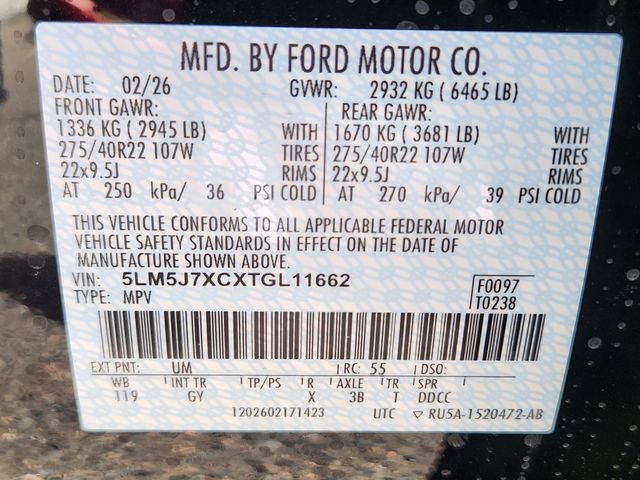 MFD. BY FORD MOTOR CO.
DATE: 02/26 GVWR: 2932 KG ( 6465 LB)
FRONT GAWR: REAR GAWR:
1336 KG ( 2945 LB) WITH 1670 KG ( 3681 LB) WITH
275/40R22 107W TIRES 275/40R22 107W TIRES
22x9.5J RIMS 22x9.5J RIMS
AT 250 kPa/ 36 PSI COLD AT 270 kPa/ 39 PSI COLD
THIS VEHICLE CONFORMS TO ALL APPLICABLE FEDERAL MOTOR
VEHICLE SAFETY STANDARDS IN EFFECT ON THE DATE OF
MANUFACTURE SHOWN ABOVE.
VIN: 5LM5J7XCXTGL11662 F0097
TYPE: MPV T0238
EXT PNT: UM RC: 55 DSO:
WB INT TR TP/PS R AXLE TR SPR
119 GY X 3B T DDCC
1202602171423 UTC ▽ RU5A-1520472-AB